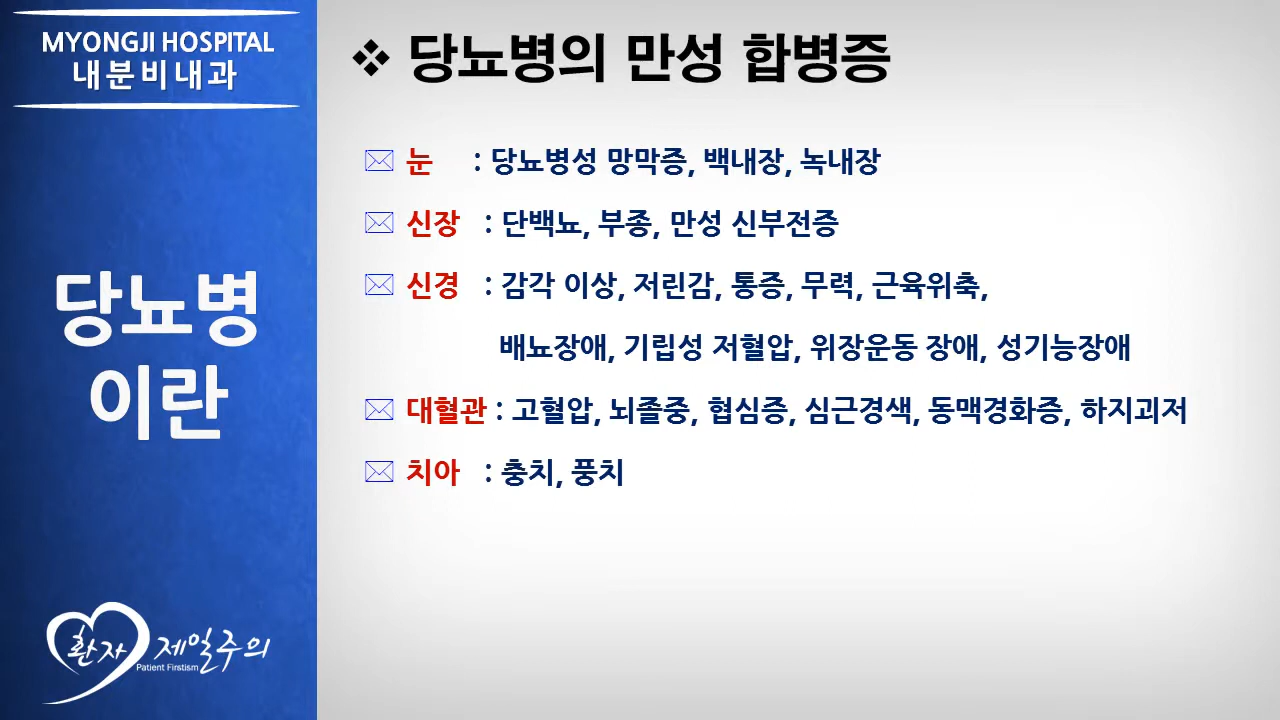 MYONGJI HOSPITAL
내분비내과
당뇨병
이란
환자 제일주의
Patient Firstism
❖ 당뇨병의 만성 합병증
눈 : 당뇨병성 망막증, 백내장, 녹내장
신장 : 단백뇨, 부종, 만성 신부전증
신경 : 감각 이상, 저린감, 통증, 무력, 근육위축,
배뇨장애, 기립성 저혈압, 위장운동 장애, 성기능장애
대혈관 : 고혈압, 뇌졸중, 협심증, 심근경색, 동맥경화증, 하지괴저
치아 : 충치, 풍치